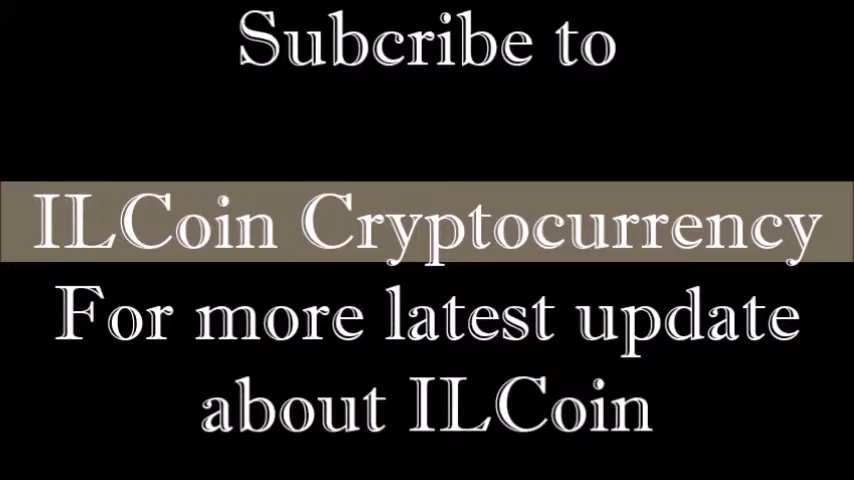 Subcribe to
ILCoin Cryptocurrency
For more latest update
about ILCoin